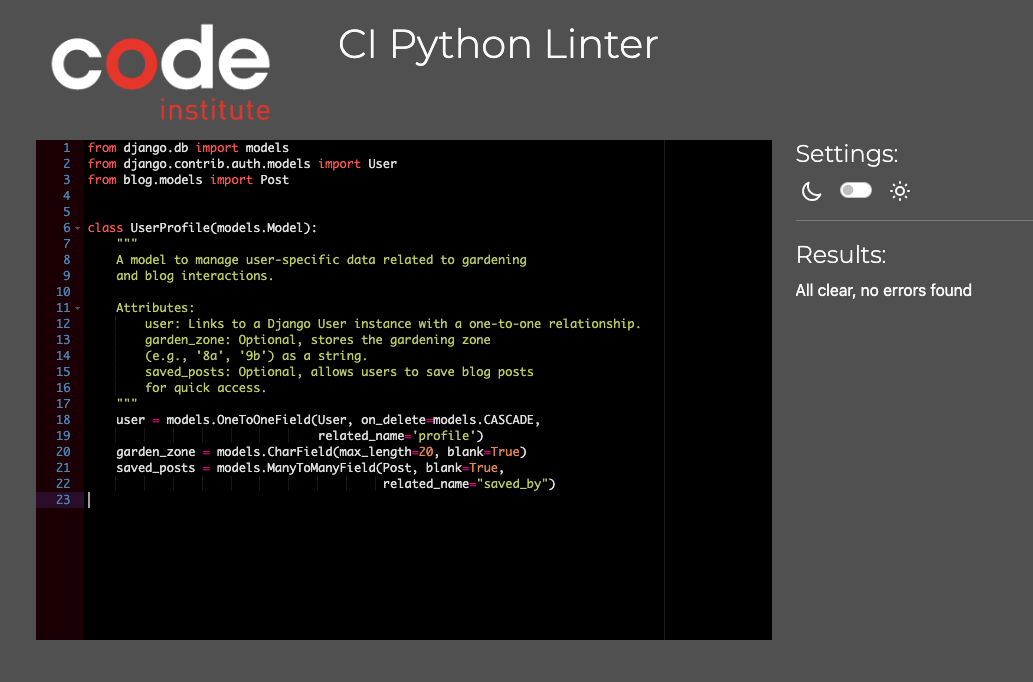 code
institute
CI Python Linter
1 from django.db import models
2 from django.contrib.auth.models import User
3 from blog.models import Post
4
5
6 class UserProfile(models.Model):
7     """
8     A model to manage user-specific data related to gardening
9     and blog interactions.
10
11     Attributes:
12         user: Links to a Django User instance with a one-to-one relationship.
13         garden_zone: Optional, stores the gardening zone
14         (e.g., '8a', '9b') as a string.
15         saved_posts: Optional, allows users to save blog posts
16         for quick access.
17     """
18     user = models.OneToOneField(User, on_delete=models.CASCADE,
19                                 related_name='profile')
20     garden_zone = models.CharField(max_length=20, blank=True)
21     saved_posts = models.ManyToManyField(Post, blank=True,
22                                          related_name="saved_by")
23
Settings:
Results:
All clear, no errors found